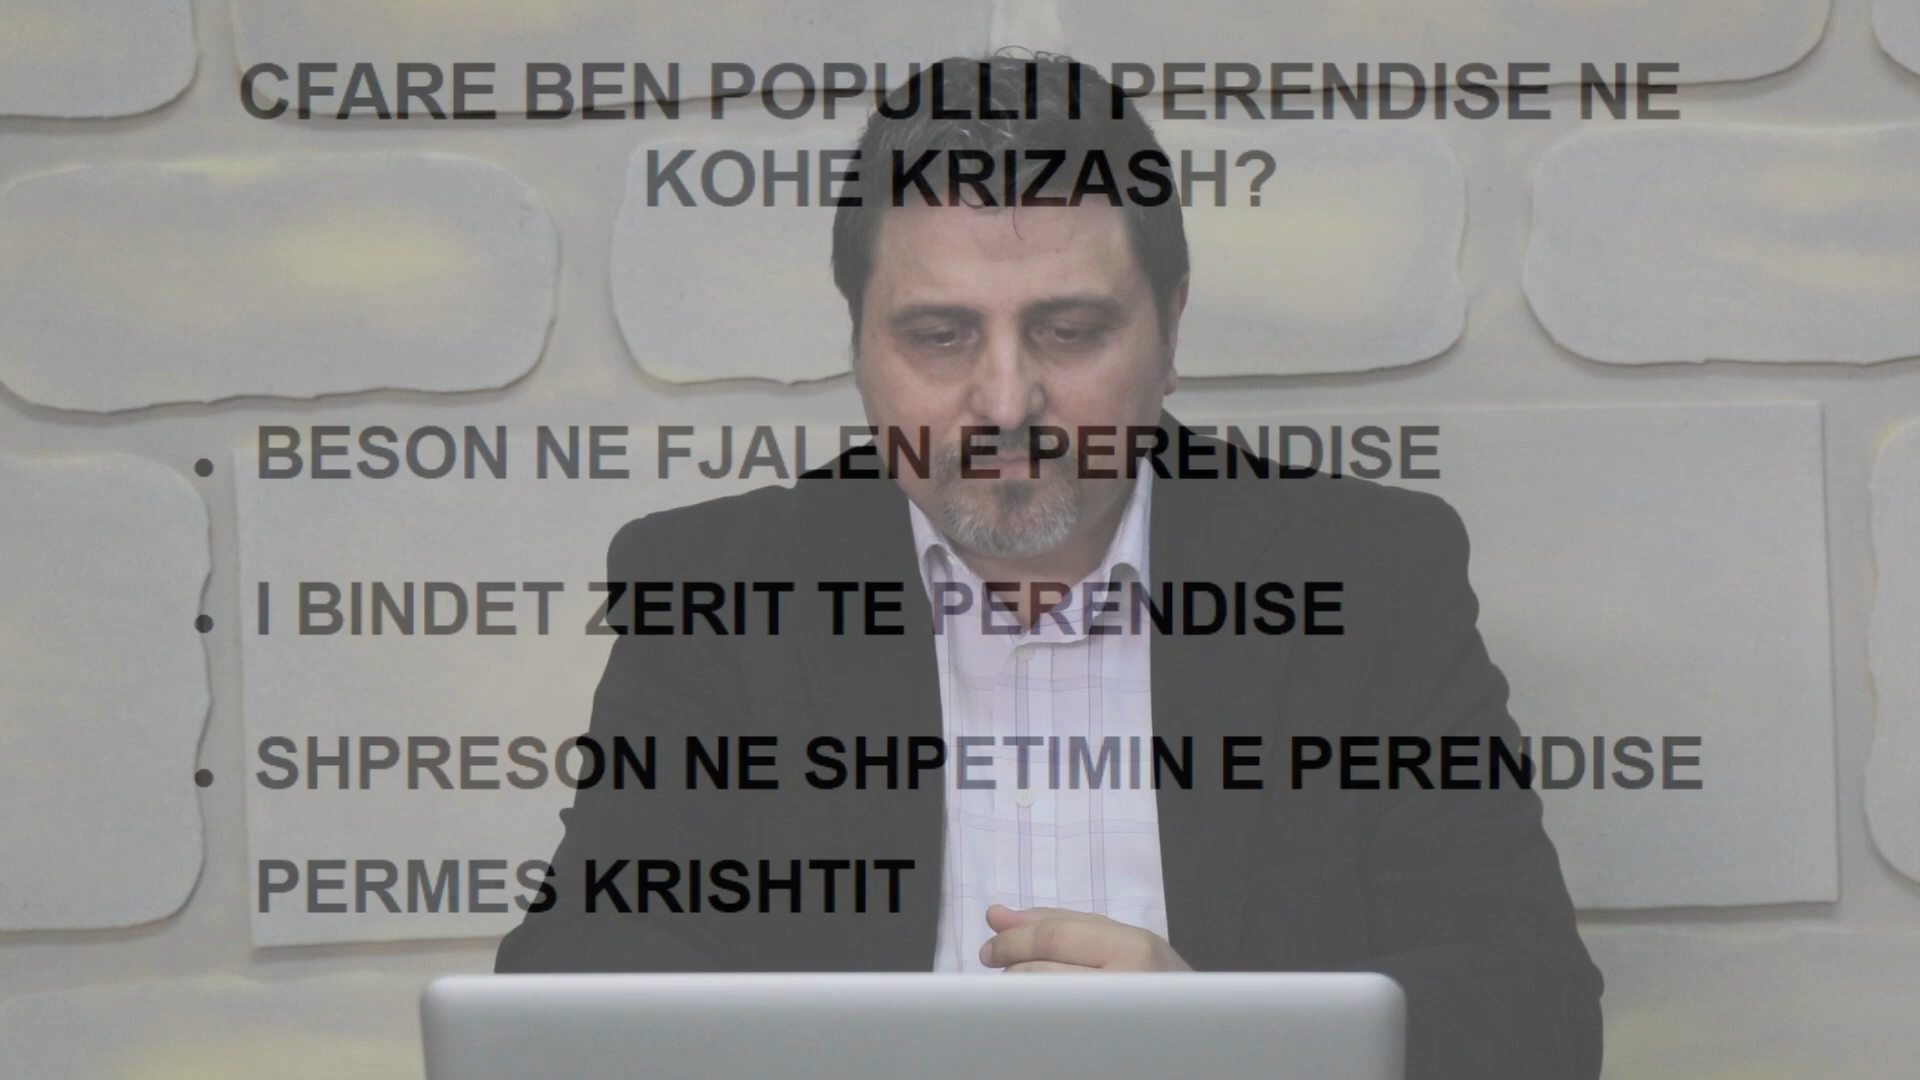 CFARE BEN POPULLI I PERENDISE NE
KOHE KRIZASH?
• BESON NE FJALEN E PERENDISE
• I BINDET ZERIT TE PERENDISE
• SHPRESON NE SHPETIMIN E PERENDISE
PERMES KRISHTIT